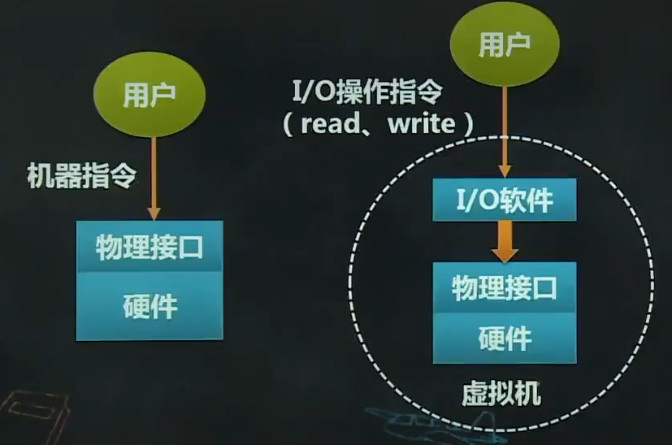 用户
机器指令
物理接口
硬件
用户
I/O操作指令
（read、write）
I/O软件
物理接口
硬件
虚拟机